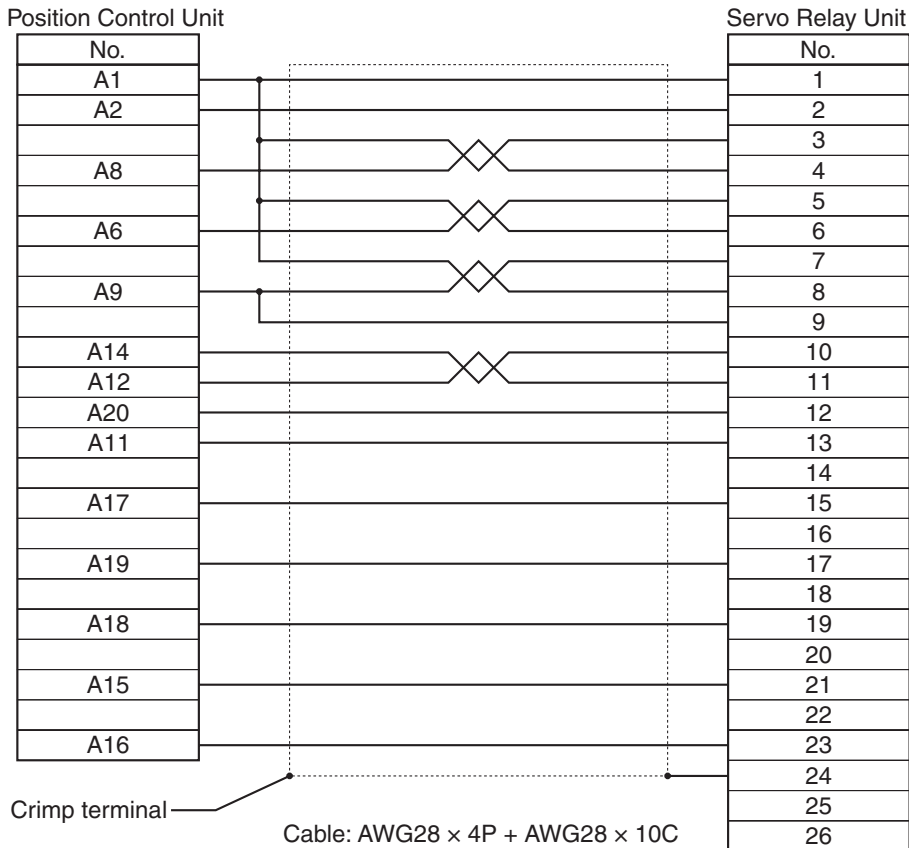 Position Control Unit Servo Relay Unit
No. No.
A1 1
A2 2
3
A8 4
5
A6 6
7
A9 8
9
A14 10
A12 11
A20 12
A11 13
14
A17 15
16
A19 17
18
A18 19
20
A15 21
22
A16 23
24
Crimp terminal 25
Cable: AWG28 × 4P + AWG28 × 10C 26